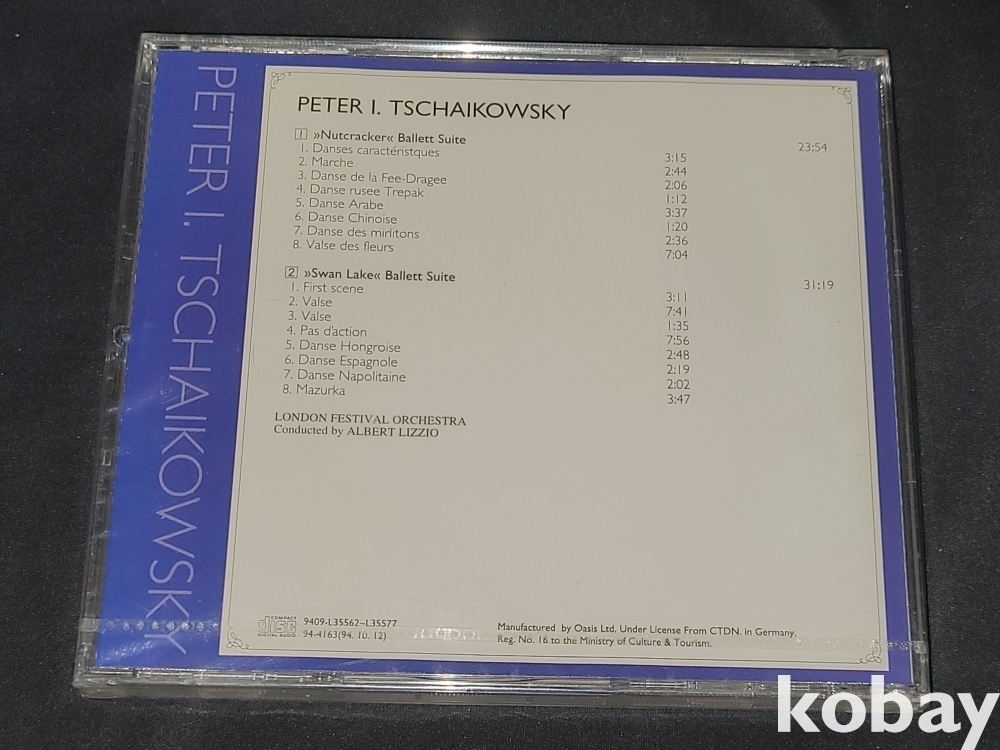 PETER I. TSCHAIKOWSKY
PETER I. TSCHAIKOWSKY
1 »Nutcracker« Ballett Suite 23:54
1. Danses caractéristques 3:15
2. Marche 2:44
3. Danse de la Fee-Dragee 2:06
4. Danse rusee Trepak 1:12
5. Danse Arabe 3:37
6. Danse Chinoise 1:20
7. Danse des mirlitons 2:36
8. Valse des fleurs 7:04
2 »Swan Lake« Ballett Suite 31:19
1. First scene 3:11
2. Valse 7:41
3. Valse 1:35
4. Pas d'action 7:56
5. Danse Hongroise 2:48
6. Danse Espagnole 2:19
7. Danse Napolitaine 2:02
8. Mazurka 3:47
LONDON FESTIVAL ORCHESTRA
Conducted by ALBERT LIZZIO
COMPACT
disc
DIGITAL AUDIO
9409-L35562~L35577
94-4163(94. 10. 12)
Manufactured by Oasis Ltd. Under License From CTDN. in Germany.
Reg. No. 16 to the Ministry of Culture & Tourism.
kobay